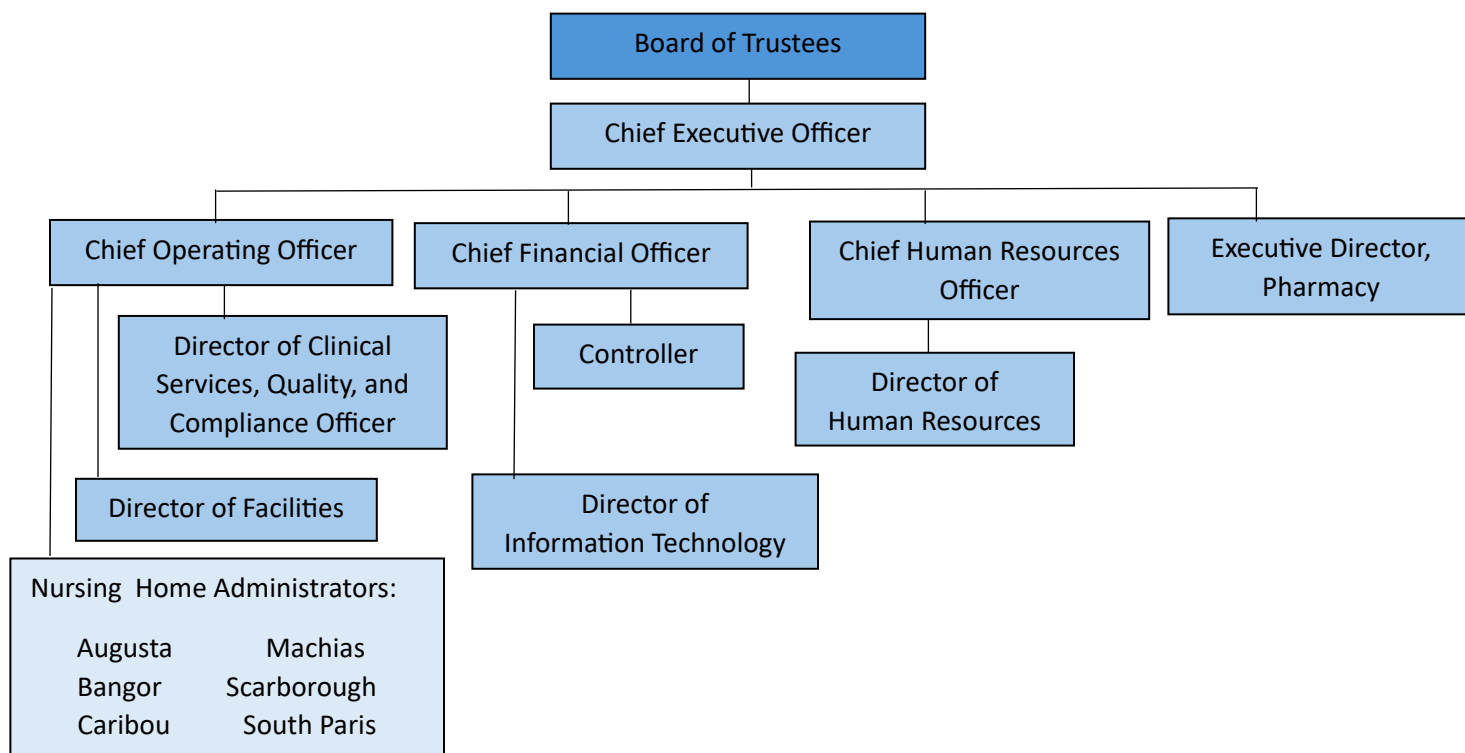 Board of Trustees
Chief Executive Officer
Chief Operating Officer
Chief Financial Officer
Chief Human Resources
Officer
Executive Director,
Pharmacy
Director of Clinical
Services, Quality, and
Compliance Officer
Controller
Director of
Human Resources
Director of Facilities
Director of
Information Technology
Nursing Home Administrators:
Augusta Machias
Bangor Scarborough
Caribou South Paris